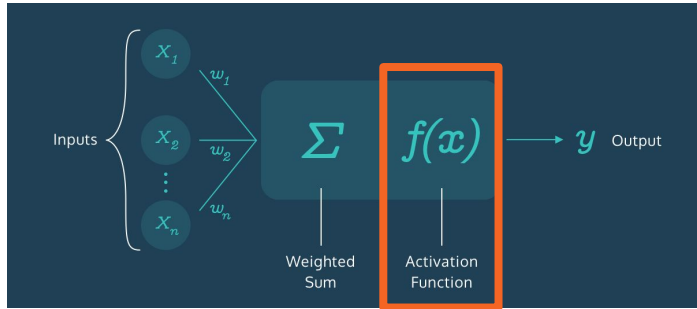 X1
w1
Inputs
X2
w2
Σ
f(x)
y
Output
⋮
Xn
wn
Weighted
Sum
Activation
Function